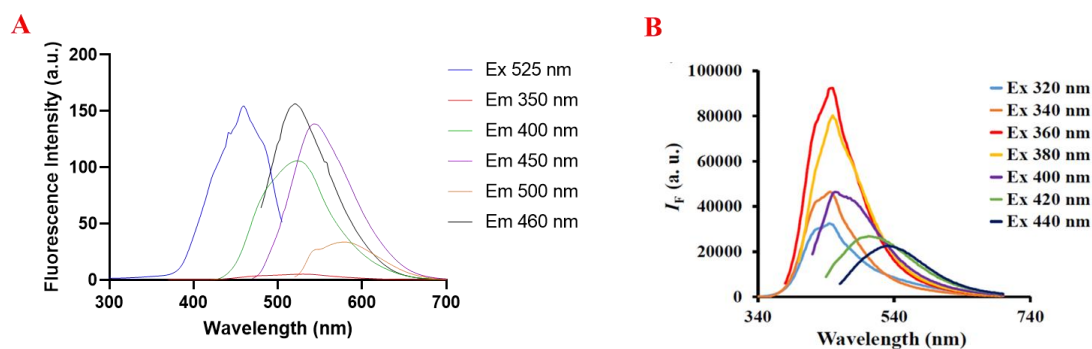 A
Fluorescence Intensity (a.u.)
200
150
100
50
0
300
400
500
600
700
Wavelength (nm)
Ex 525 nm
Em 350 nm
Em 400 nm
Em 450 nm
Em 500 nm
Em 460 nm
B
IF (a. u.)
100000
80000
60000
40000
20000
0
340
540
740
Wavelength (nm)
Ex 320 nm
Ex 340 nm
Ex 360 nm
Ex 380 nm
Ex 400 nm
Ex 420 nm
Ex 440 nm